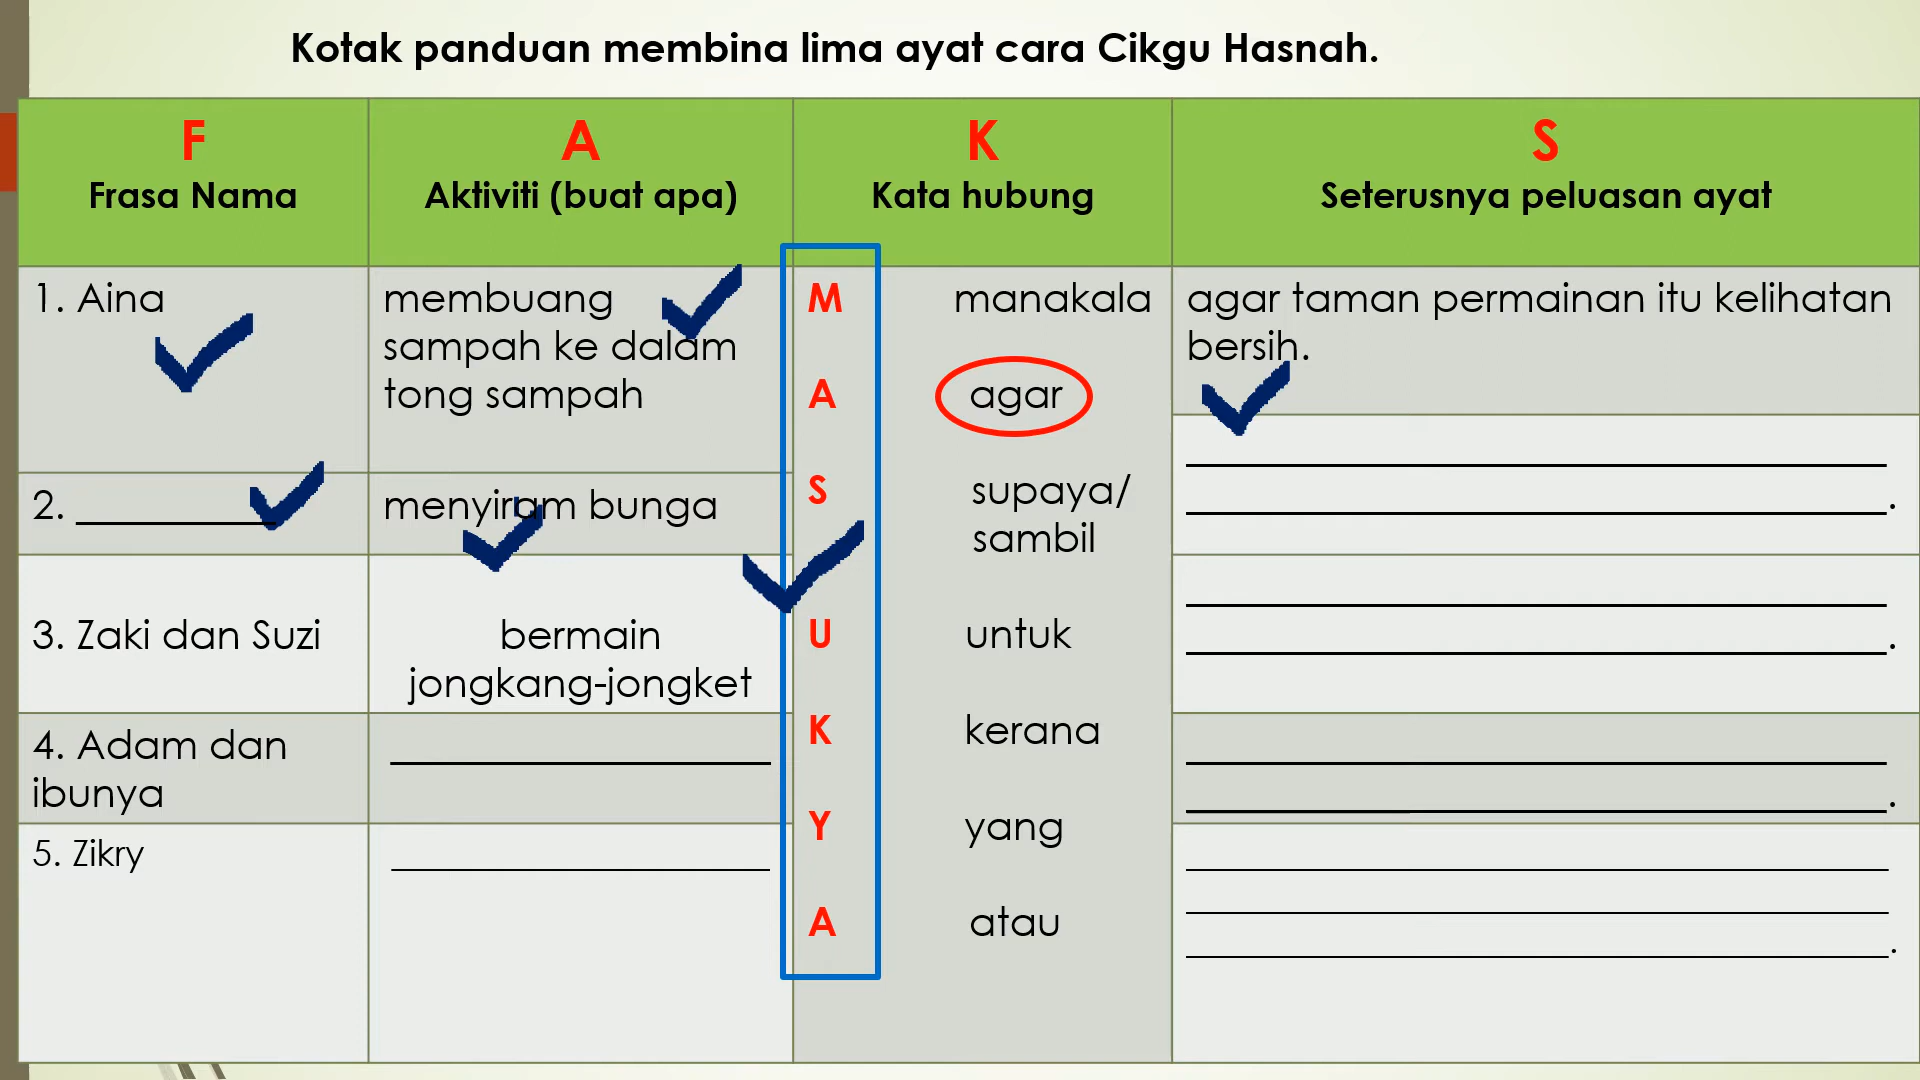 Kotak panduan membina lima ayat cara Cikgu Hasnah.
F
Frasa Nama
A
Aktiviti (buat apa)
K
Kata hubung
S
Seterusnya peluasan ayat
1. Aina
membuang
sampah ke dalam
tong sampah
M manakala
A agar
S supaya/
sambil
U untuk
K kerana
Y yang
A atau
agar taman permainan itu kelihatan
bersih.
2. __________
menyiram bunga
3. Zaki dan Suzi
bermain
jongkang-jongket
4. Adam dan
ibunya
5. Zikry